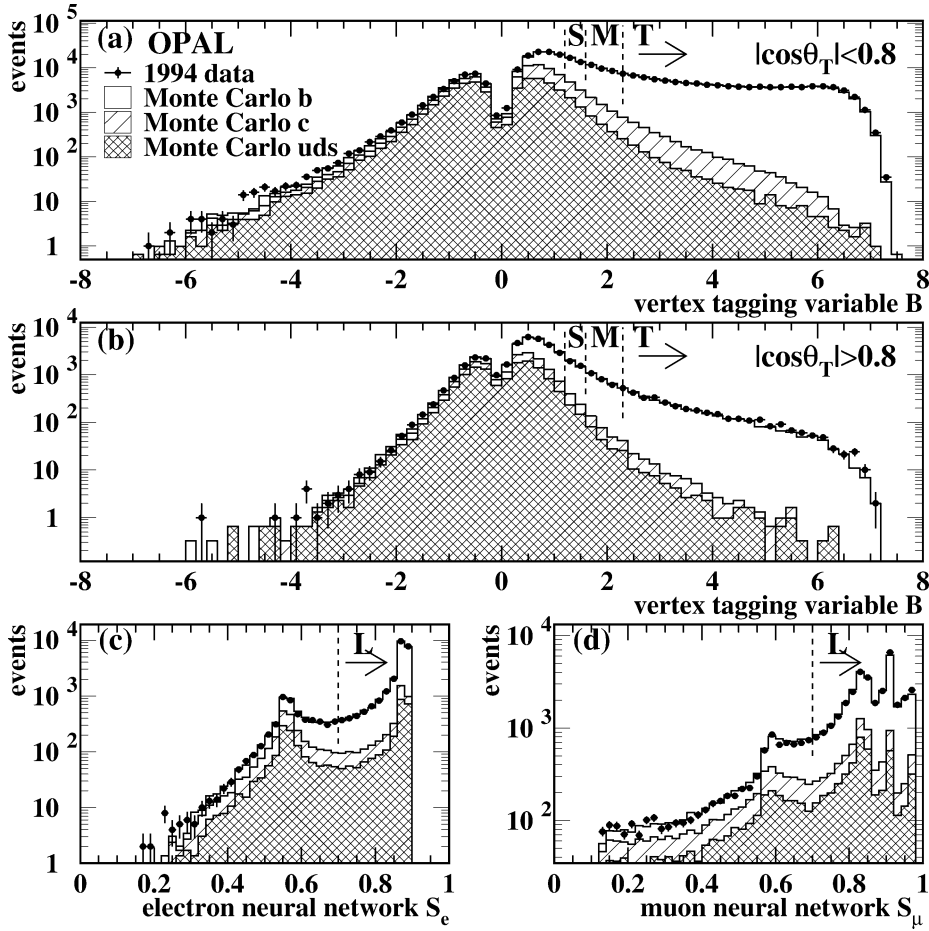 (a) OPAL
1994 data
Monte Carlo b
Monte Carlo c
Monte Carlo uds
S M T
|cosθ_T|<0.8
events
10^5
10^4
10^3
10^2
10
1
-8 -6 -4 -2 0 2 4 6 8
vertex tagging variable B
(b)
S M T
|cosθ_T|>0.8
events
10^4
10^3
10^2
10
1
-8 -6 -4 -2 0 2 4 6 8
vertex tagging variable B
(c)
L
events
10^4
10^3
10^2
10
1
0 0.2 0.4 0.6 0.8 1
electron neural network S_e
(d)
L
events
10^4
10^3
10^2
0 0.2 0.4 0.6 0.8 1
muon neural network S_μ